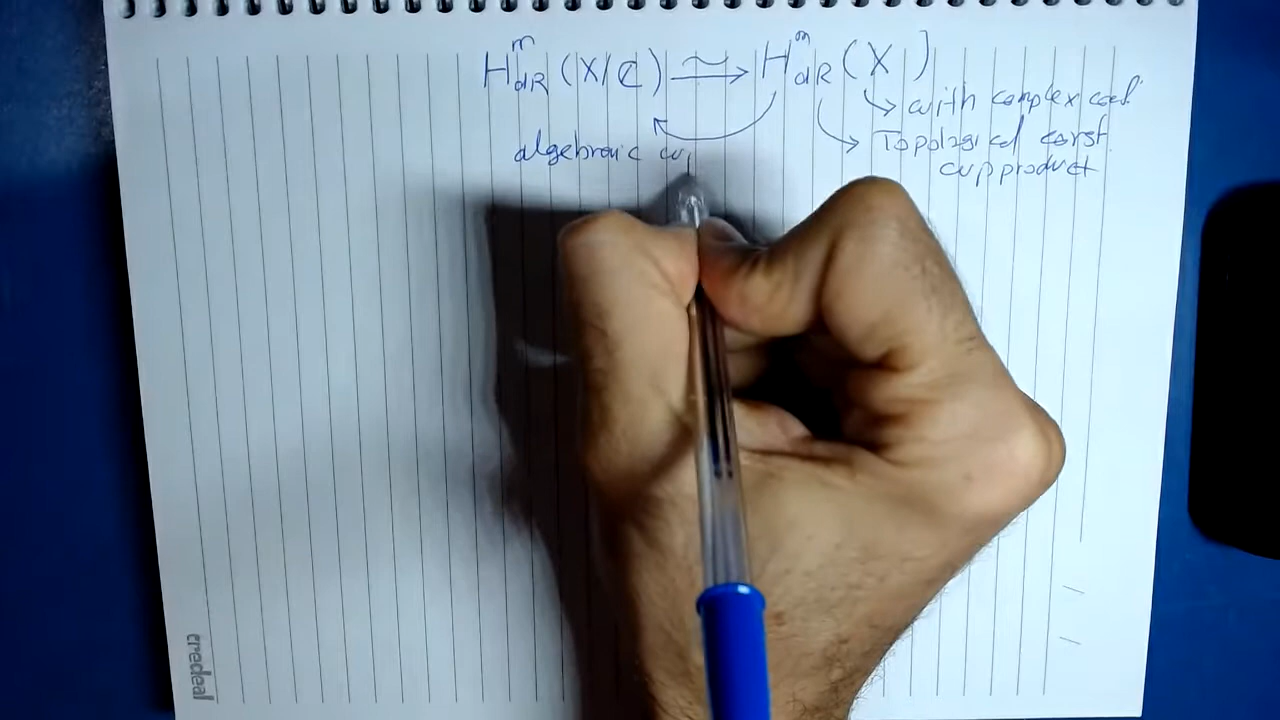 H^m_dR (X/ℂ) ⥲ H^m_dR (X)
with complex coef.
Topological const.
cup product
algebraic
credeal